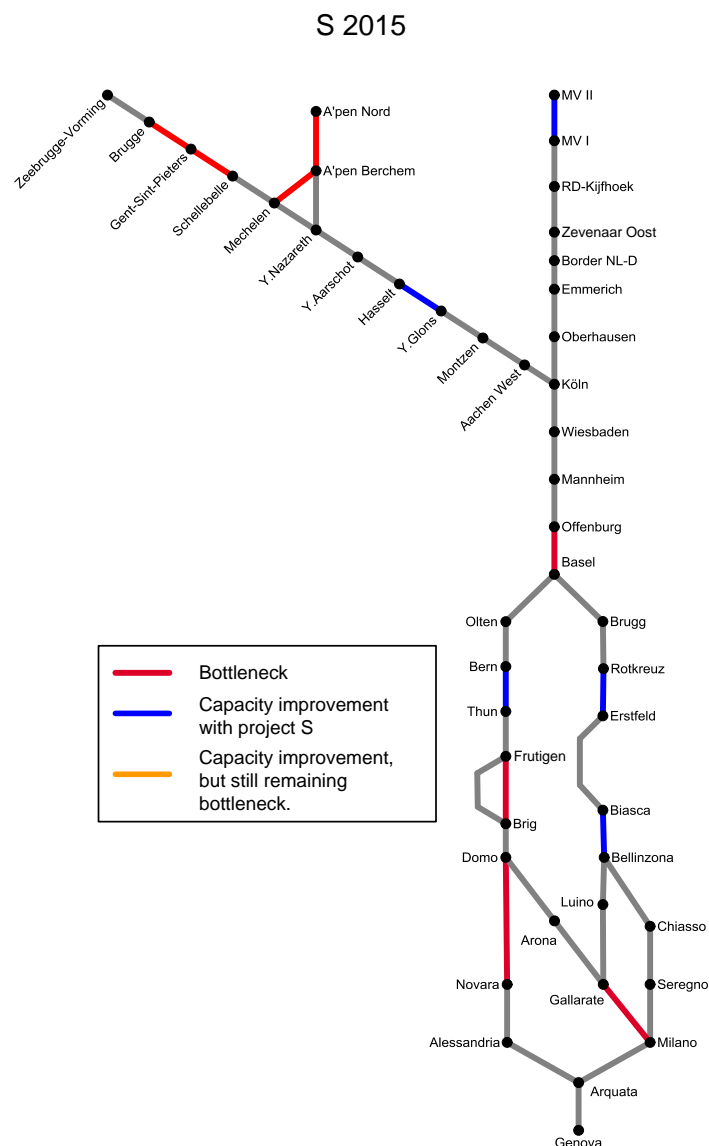 S 2015
Zeebrugge-Vorming
Brugge
Gent-Sint-Pieters
Schellebelle
Mechelen
A'pen Nord
A'pen Berchem
Y.Nazareth
Y.Aarschot
Hasselt
Y.Glons
Montzen
Aachen West
MV II
MV I
RD-Kijfhoek
Zevenaar Oost
Border NL-D
Emmerich
Oberhausen
Köln
Wiesbaden
Mannheim
Offenburg
Basel
Olten
Brugg
Bern
Rotkreuz
Thun
Erstfeld
Frutigen
Biasca
Brig
Domo
Bellinzona
Luino
Arona
Chiasso
Novara
Gallarate
Seregno
Alessandria
Milano
Arquata
Genova
Bottleneck
Capacity improvement
with project S
Capacity improvement,
but still remaining
bottleneck.